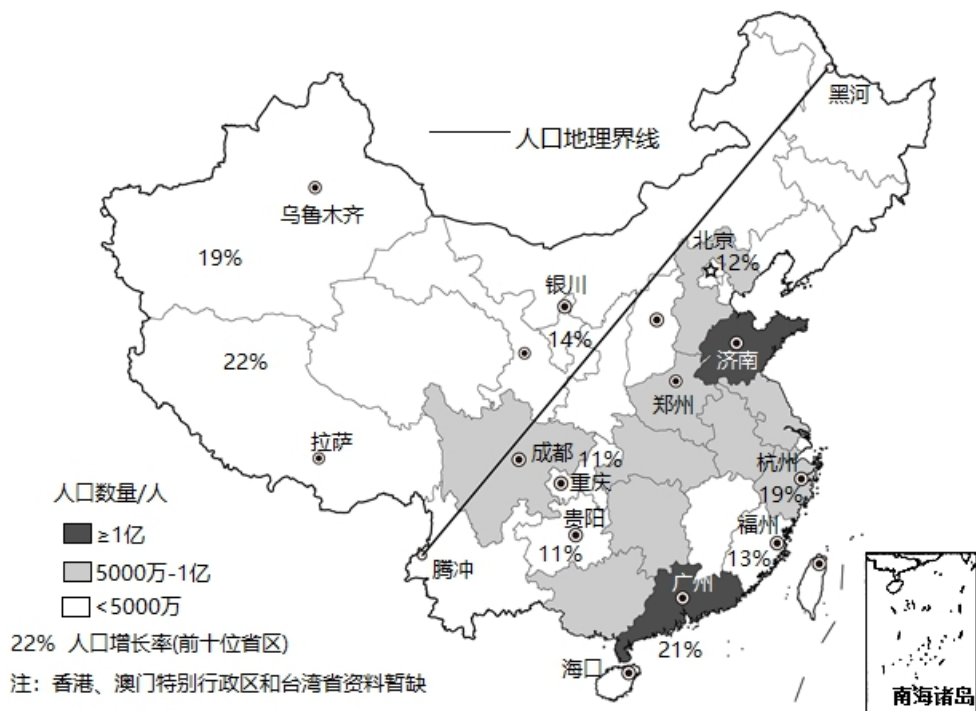 黑河
人口地理界线
乌鲁木齐
北京
12%
19%
银川
14%
22%
济南
郑州
拉萨
成都
11%
杭州
重庆
19%
人口数量/人
贵阳
福州
≥1亿
11%
13%
腾冲
5000万-1亿
广州
<5000万
22% 人口增长率(前十位省区)
21%
海口
注：香港、澳门特别行政区和台湾省资料暂缺
南海诸岛